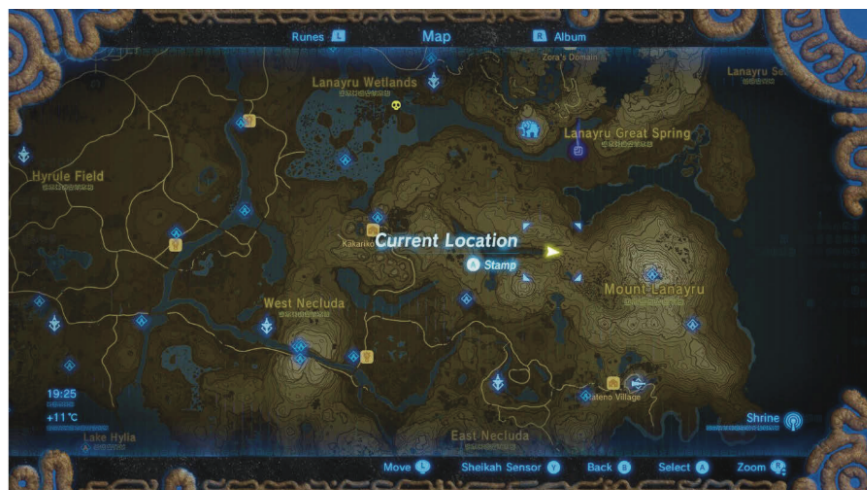 Runes L Map R Album
Zora's Domain
Lanayru Wetlands
Lanayru Se
Lanayru Great Spring
Hyrule Field
Kakariko
Current Location
A Stamp
Mount Lanayru
West Necluda
19:25
+11°C
Hateno Village
Shrine
Lake Hylia
East Necluda
Move L Sheikah Sensor Y Back B Select A Zoom R